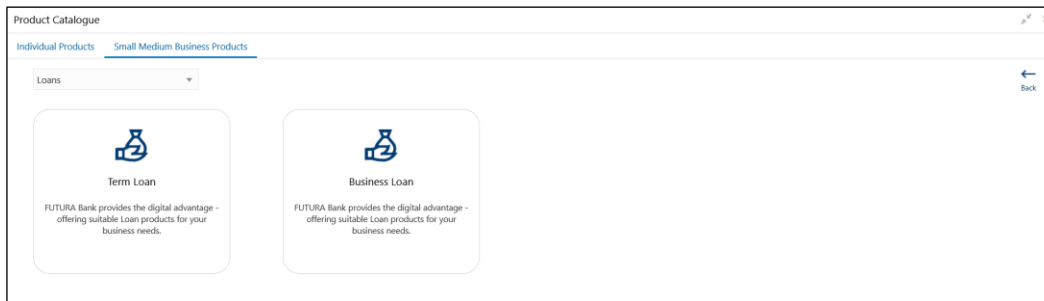 Product Catalogue
Individual Products Small Medium Business Products
Loans
Back
Term Loan
FUTURA Bank provides the digital advantage -
offering suitable Loan products for your
business needs.
Business Loan
FUTURA Bank provides the digital advantage -
offering suitable Loan products for your
business needs.